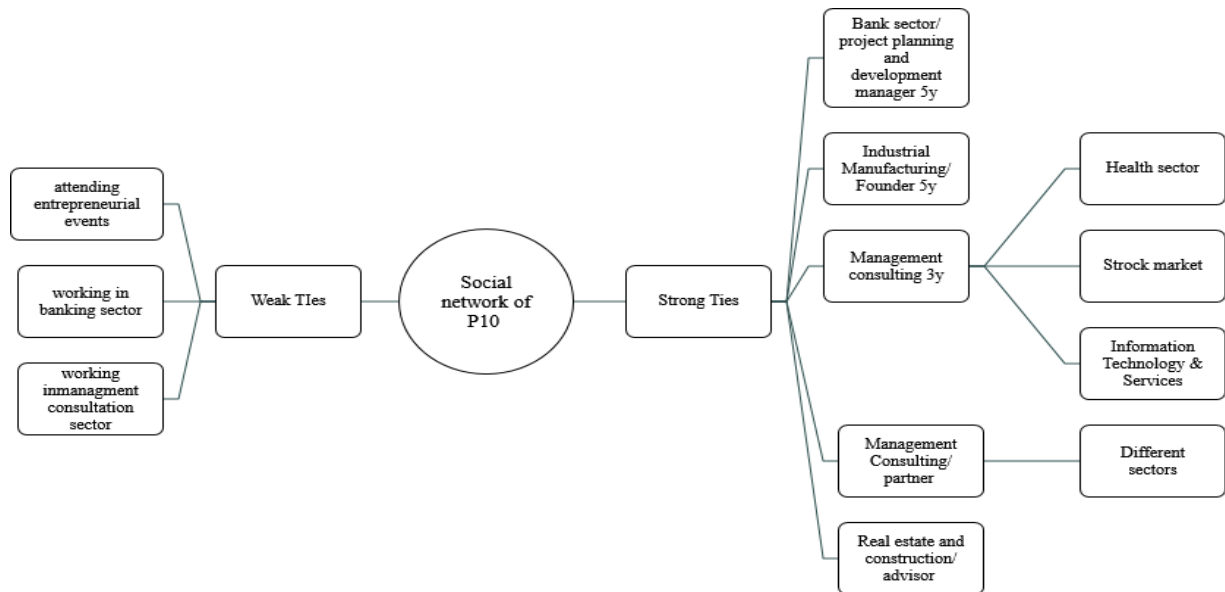 attending
entrepreneurial
events
working in
banking sector
working
inmanagment
consultation
sector
Weak TIes
Social
network of
P10
Strong Ties
Bank sector/
project planning
and
development
manager 5y
Industrial
Manufacturing/
Founder 5y
Management
consulting 3y
Health sector
Strock market
Information
Technology &
Services
Management
Consulting/
partner
Different
sectors
Real estate and
construction/
advisor